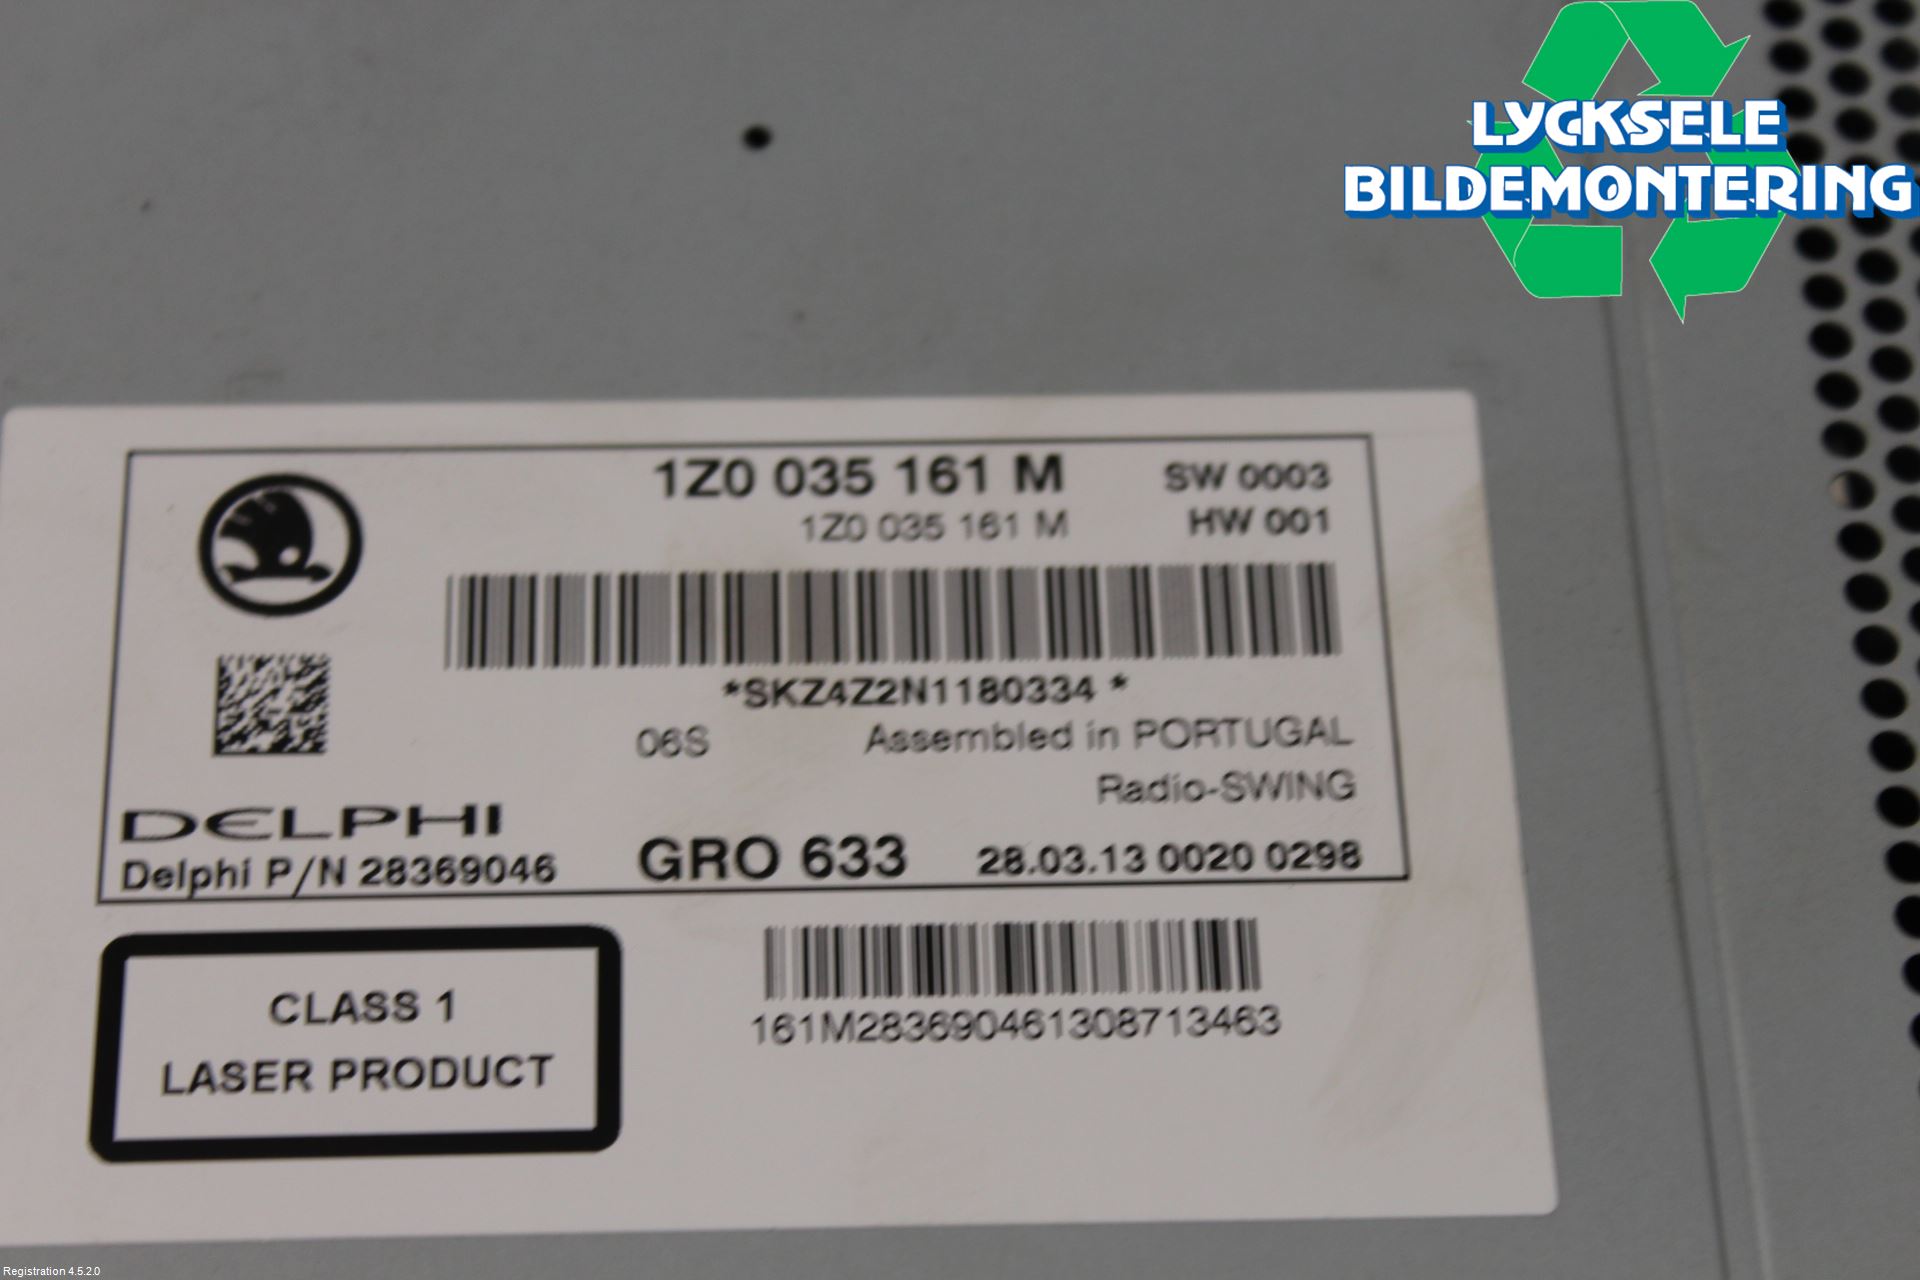 LYCKSELE
BILDEMONTERING
1Z0 035 161 M SW 0003
1Z0 035 161 M HW 001
*SKZ4Z2N1180334 *
06S Assembled in PORTUGAL
Radio-SWING
DELPHI
Delphi P/N 28369046 GRO 633 28.03.13 0020 0298
CLASS 1
LASER PRODUCT
161M283690461308713463
Registration 4.5.2.0